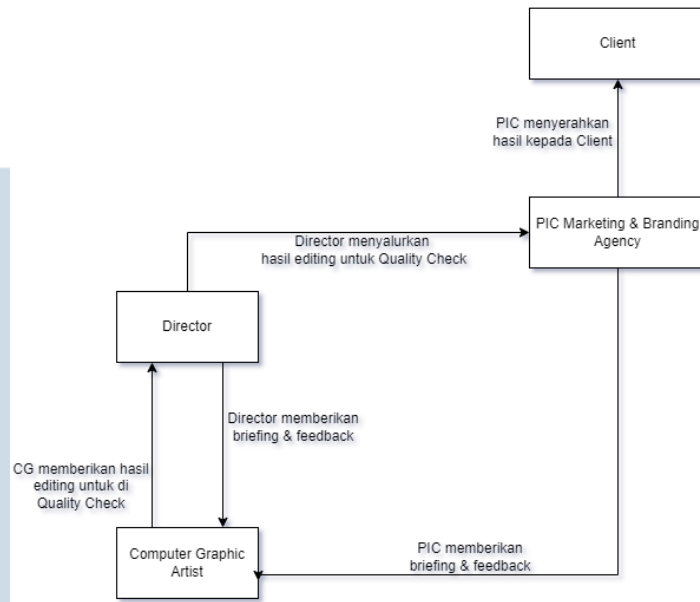 Client
PIC menyerahkan
hasil kepada Client
PIC Marketing & Branding
Agency
Director menyalurkan
hasil editing untuk Quality Check
Director
Director memberikan
briefing & feedback
CG memberikan hasil
editing untuk di
Quality Check
Computer Graphic
Artist
PIC memberikan
briefing & feedback